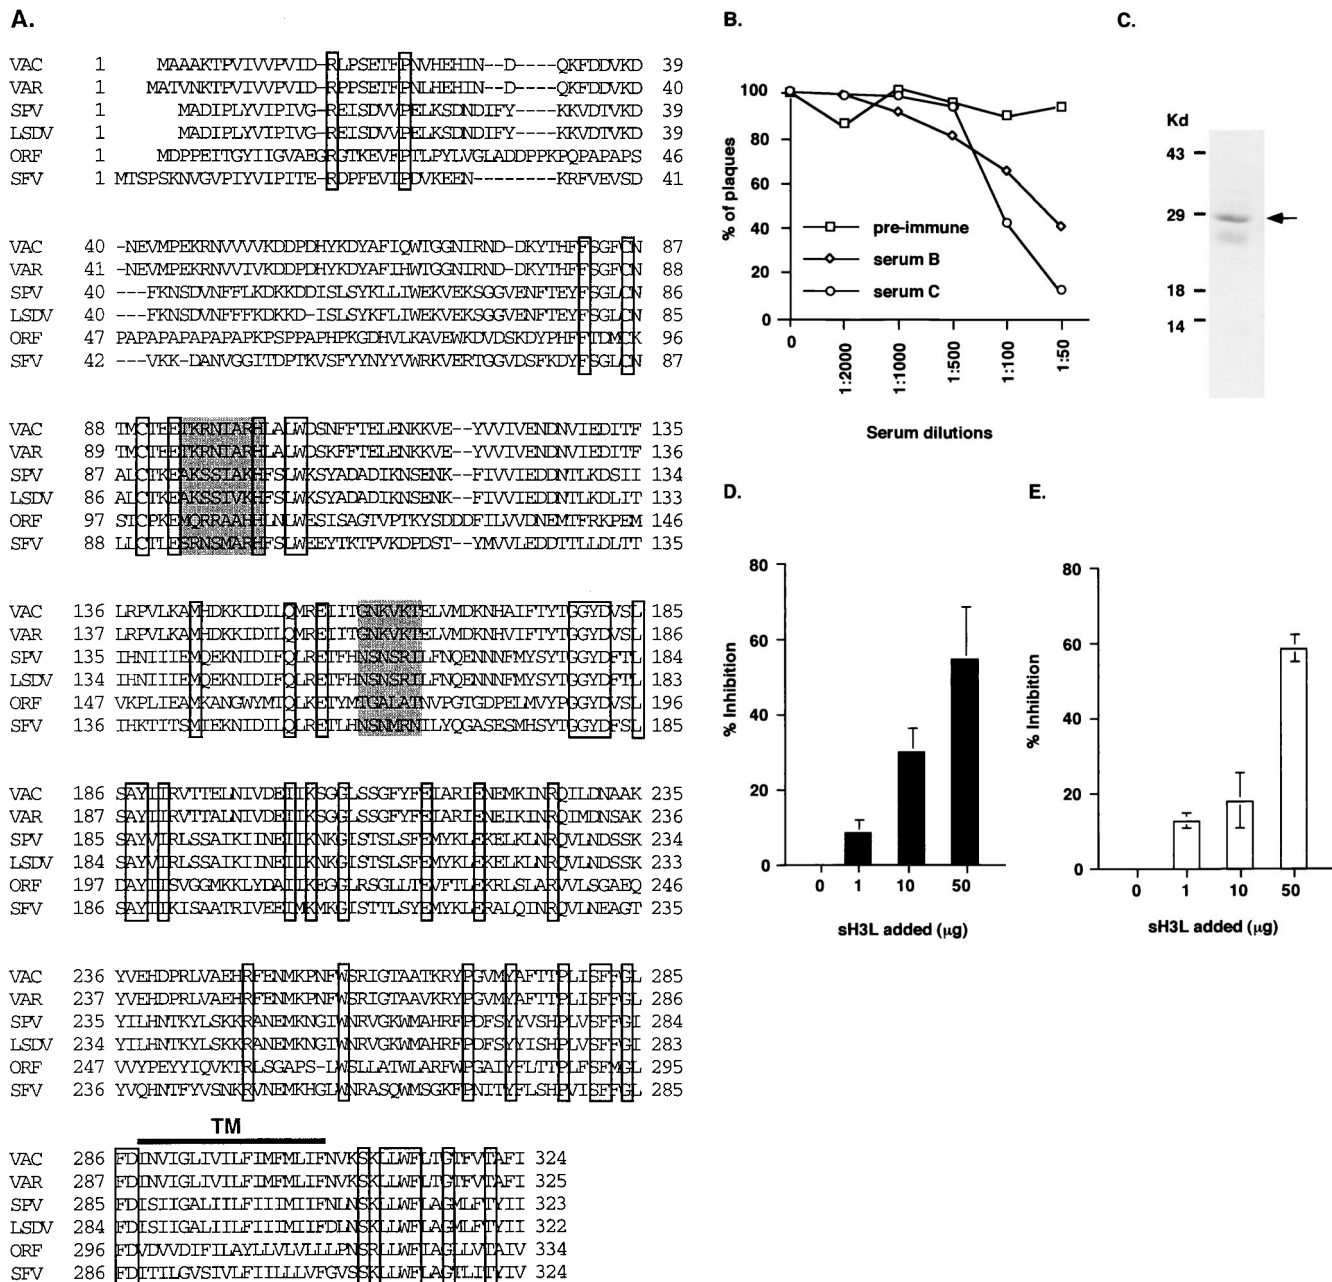 A.
VAC 1 MAAAKTPVIVVPVID-RLPSETFPNVHEHIN--D----QKFDDVKD 39
VAR 1 MATVNKTPVIVVPVID-RPPSETFPNLHEHIN--D----QKFDDVKD 40
SPV 1 MADIPLYVIPIVG-REISDVVPELKSDNDIFY----KKVDTVKD 39
LSDV 1 MADIPLYVIPIVG-REISDVVPELKSDNDIFY----KKVDTVKD 39
ORF 1 MDPPEITGYIIGVAEGRGTKEVFPTLPYLVGLADDPPKPQPAPAPS 46
SFV 1 MTSPSKNVGVPIYVIPITE-RDPFEVIPDVKEEN--------KRFVEVSD 41
VAC 40 -NEVMPEKRNVVVVKDDPDHYKDYAFIQWTGGNIRND-DKYTHFFSGFCN 87
VAR 41 -NEVMPEKRNVVIVKDDPDHYKDYAFIHWTGGNIRND-DKYTHFFSGFCN 88
SPV 40 ---FKNSDVNFFLKDKKDDISLSYKLLIWEKVEKSGGVENFTEYFSGLCN 86
LSDV 40 ---FKNSDVNFFFKDKKD-ISLSYKFLIWEKVEKSGGVENFTEYFSGLCN 85
ORF 47 PAPAPAPAPAPAPKPSPPAPHPKGDHVLKAVEWKDVDSKDYPHFFTDMCK 96
SFV 42 ---VKK-DANVGGITDPTKVSFYYNYYVWRKVERTGGVDSFKDYFSGLCN 87
VAC 88 TMCTEETKRNIARHLALWDSNFFTELENKKVE--YVVIVENDNVIEDITF 135
VAR 89 TMCTEETKRNIARHLALWDSKFFTELENKKVE--YVVIVENDNVIEDITF 136
SPV 87 ALCTKEAKSSIAKHFSLWKSYADADIKNSENK--FIVVIEDDNTLKDSII 134
LSDV 86 ALCTKEAKSSIVKHFSLWKSYADADIKNSENK--FIVVIEDDNTLKDLIT 133
ORF 97 STCPKEMQRRAAHHLNLWESISAGTVPTKYSDDDFILVVDNEMTFRKPEM 146
SFV 88 LLCTLESRNSMARHFSLWEEYTKTPVKDPDST--YMVVLEDDTTLLDLTT 135
VAC 136 LRPVLKAMHDKKIDILQMREIITGNKVKTELVMDKNHAIFTYTGGYDVSL 185
VAR 137 LRPVLKAMHDKKIDILQMREIITGNKVKTELVMDKNHVIFTYTGGYDVSL 186
SPV 135 IHNIIIEMQEKNIDIFQLRETFHNSNSRILFNQENNNFMYSYTGGYDFTL 184
LSDV 134 IHNIIIEMQEKNIDIFQLRETFHNSNSRILFNQENNNFMYSYTGGYDFTL 183
ORF 147 VKPLIEAMKANGWYMTQLKETYMTGALATNVPGTGDPELMVYPGGYDVSL 196
SFV 136 IHKTITSMIEKNIDILQLRETLHNSNMRNILYQGASESMHSYTGGYDVSL 185
VAC 186 SAYIIRVTTELNIVDEIIKSGGLSSGFYFEIARIENEMKINRQILDNAAK 235
VAR 187 SAYIIRVTTALNIVDEIIKSGGLSSGFYFEIARIENEIKINRQIMDNSAK 236
SPV 185 SAYVIRLSSAIKIINEIIKNKGISTSLSFEMYKLEKELKLNRQVLNDSAK 234
LSDV 184 SAYVIRLSSAIKIINEIIKNKGISTSLSFEMYKLEKELKLNRQVLNDSSK 233
ORF 197 DAYIISVGGMKKLYDAIIKEGGLRSGLLTEVFTLEKRLSLARVVLSGAEQ 246
SFV 186 SAYIIKISAATRIVEEIMKMKGISTTLSYEMYKLERALQINRQVLNEAGT 235
VAC 236 YVEHDPRLVAEHRFENMKPNFWSRIGTAATKRYPGVMYAFTTPLISFFGL 285
VAR 237 YVEHDPRLVAEHRFENMKPNFWSRIGTAAVKRYPGVMYAFTTPLISFFGL 286
SPV 235 YILHNTKYLSKKRANEMKNGIWNRVGKWMAHRFPDFSYYVSHPLVSFFGI 284
LSDV 234 YILHNTKYLSKKRANEMKNGIWNRVGKWMAHRFPDFSYYISHPLVSFFGI 283
ORF 247 VVYPEYYIQVKTRLSGAPS-LWSLLATWLARFWPGAIYFLTTPLFSFMGL 295
SFV 236 YVQHNTFYVSNKRVNEMKHGLWNRASQWMSGKFPNITYFLSHPVISFFGL 285
TM
VAC 286 FDINVIGLIVILFIMFMLIFNVKSKLLWFLTGTFVTAFI 324
VAR 287 FDINVIGLIVILFIMFMLIFNVKSKLLWFLTGTFVTAFI 325
SPV 285 FDISIIGALIILFIIIMIIFNLNSKLLWFLAGMLFTYII 323
LSDV 284 FDISIIGALIILFIIIMIIFDLNSKLLWFLAGMLFTYII 322
ORF 296 FDVDVVDIFILAYLLVLVLLLPNSRLLWFIAGLLVTAIV 334
SFV 286 FDITILGVSIVLFIILLLVFGVSSKLLWFLAGTLITYIV 324
B.
% of plaques
100
80
60
40
20
0
pre-immune
serum B
serum C
0 1:2000 1:1000 1:500 1:100 1:50
Serum dilutions
C.
Kd
43
29
18
14
D.
% Inhibition
80
60
40
20
0
0 1 10 50
sH3L added (µg)
E.
% Inhibition
80
60
40
20
0
0 1 10 50
sH3L added (µg)